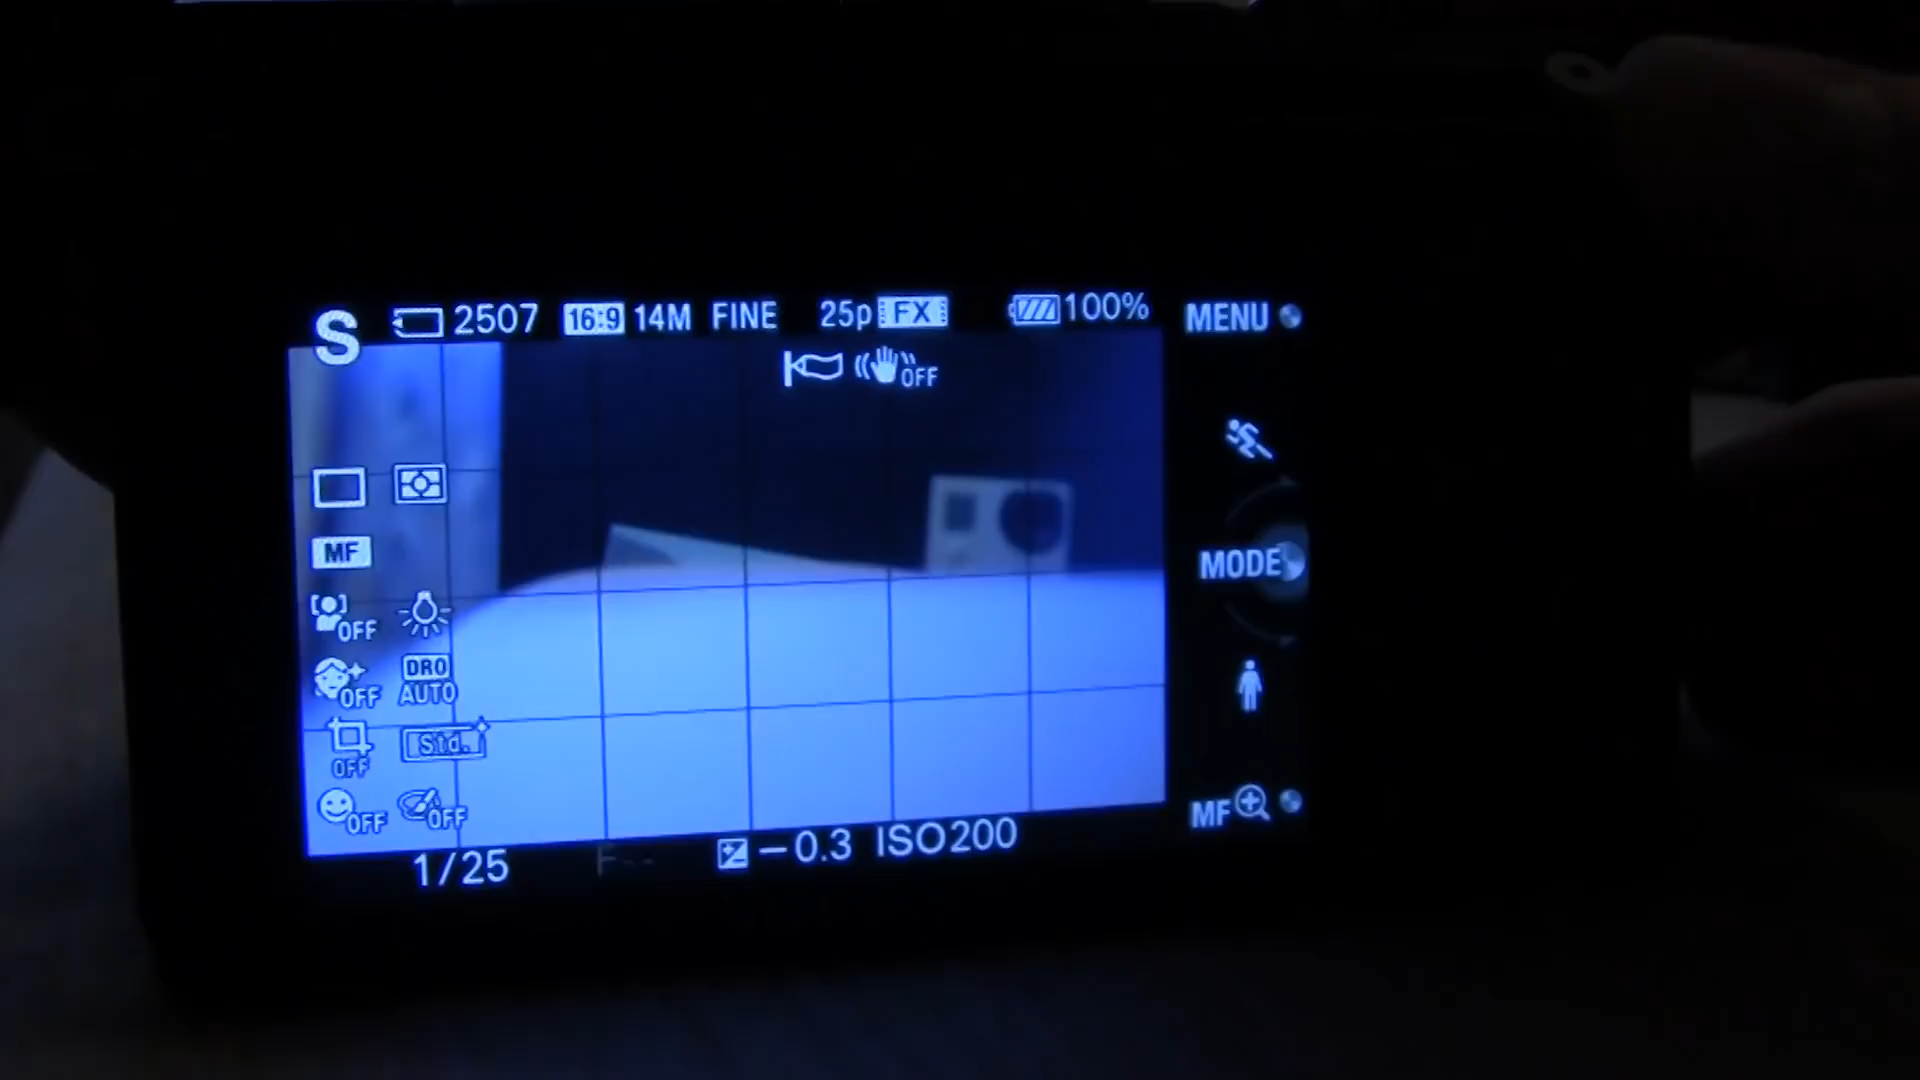 S 2507 16:9 14M FINE 25p FX 100% MENU
OFF
MF
OFF
OFF DRO AUTO
OFF Std.
OFF OFF
MODE
MF
1/25 F-- -0.3 ISO200